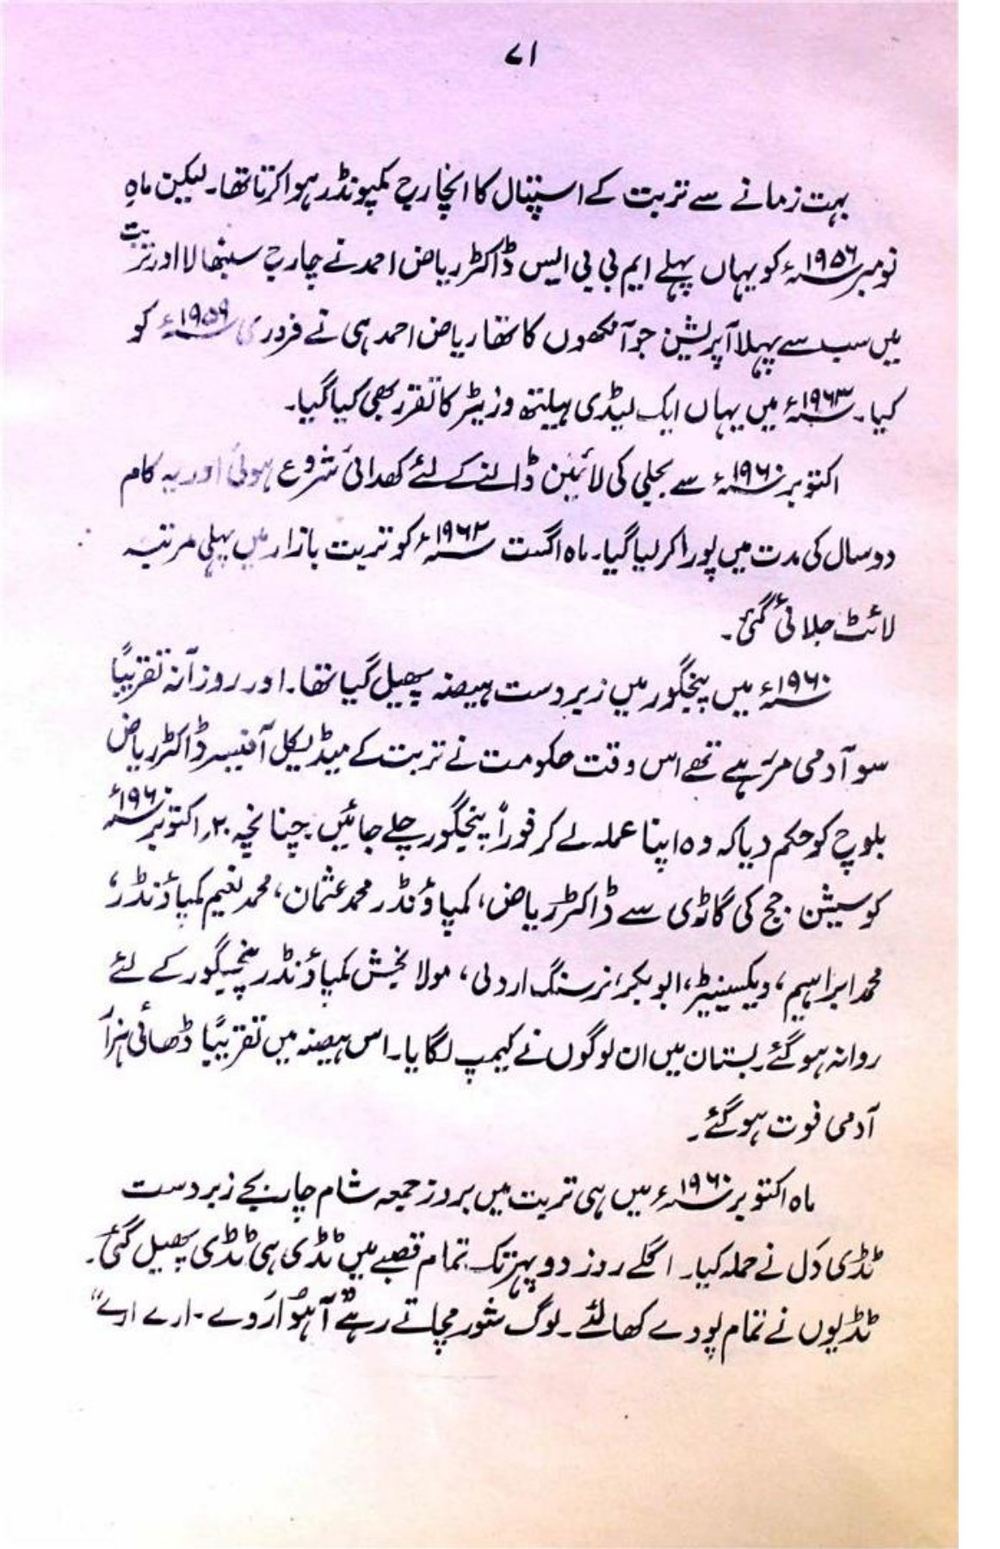 ۷۱
بہت زمانے سے تربت کے اسپتال کا انچارج کمپونڈر ہوا کرتا تھا۔ لیکن ماہِ
نومبر ۱۹۵۶ء کو یہاں پہلے ایم بی بی ایس ڈاکٹر ریاض احمد نے چارج سنبھالا اور تربت
میں سب سے پہلا آپریشن جو آنکھوں کا تھا ریاض احمد ہی نے فروری ۱۹۵۹ء کو
کیا۔ ۱۹۶۳ء میں یہاں ایک لیڈی ہیلتھ وزیٹر کا تقرر بھی کیا گیا۔
اکتوبر ۱۹۶۰ء سے بجلی کی لائین ڈالنے کے لئے کھدائی شروع ہوئی اور یہ کام
دو سال کی مدت میں پورا کر لیا گیا۔ ماہ اگست ۱۹۶۲ء کو تربت بازار میں پہلی مرتبہ
لائٹ جلائی گئی۔
۱۹۶۰ء میں پنجگور میں زبردست ہیضہ پھیل گیا تھا۔ اور روزآنہ تقریباً
سو آدمی مر رہے تھے اس وقت حکومت نے تربت کے میڈیکل آفیسر ڈاکٹر ریاض
بلوچ کو حکم دیا کہ وہ اپنا عملہ لے کر فوراً پنجگور چلے جائیں چنانچہ ۲۰؍ اکتوبر ۱۹۶۰ء
کو سیشن جج کی گاڑی سے ڈاکٹر ریاض، کمپاؤنڈر محمد عثمان، محمد نعیم کمپاؤنڈر،
محمد ابراہیم، ویکسینیٹر، ابوبکر، نرسنگ اردلی، مولا بخش کمپاؤنڈر پنجگور کے لئے
روانہ ہو گئے۔ بستان میں ان لوگوں نے کیمپ لگایا۔ اس ہیضہ میں تقریباً ڈھائی ہزار
آدمی فوت ہو گئے۔
ماہ اکتوبر ۱۹۶۰ء میں ہی تربت میں بروز جمعہ شام چار بجے زبردست
ٹڈی دَل نے حملہ کیا۔ اگلے روز دوپہر تک تمام قصبے میں ٹڈی ہی ٹڈی پھیل گئی۔
ٹڈیوں نے تمام پودے کھا لئے۔ لوگ شور مچاتے رہے آہو اَروے۔ ارے ارے"